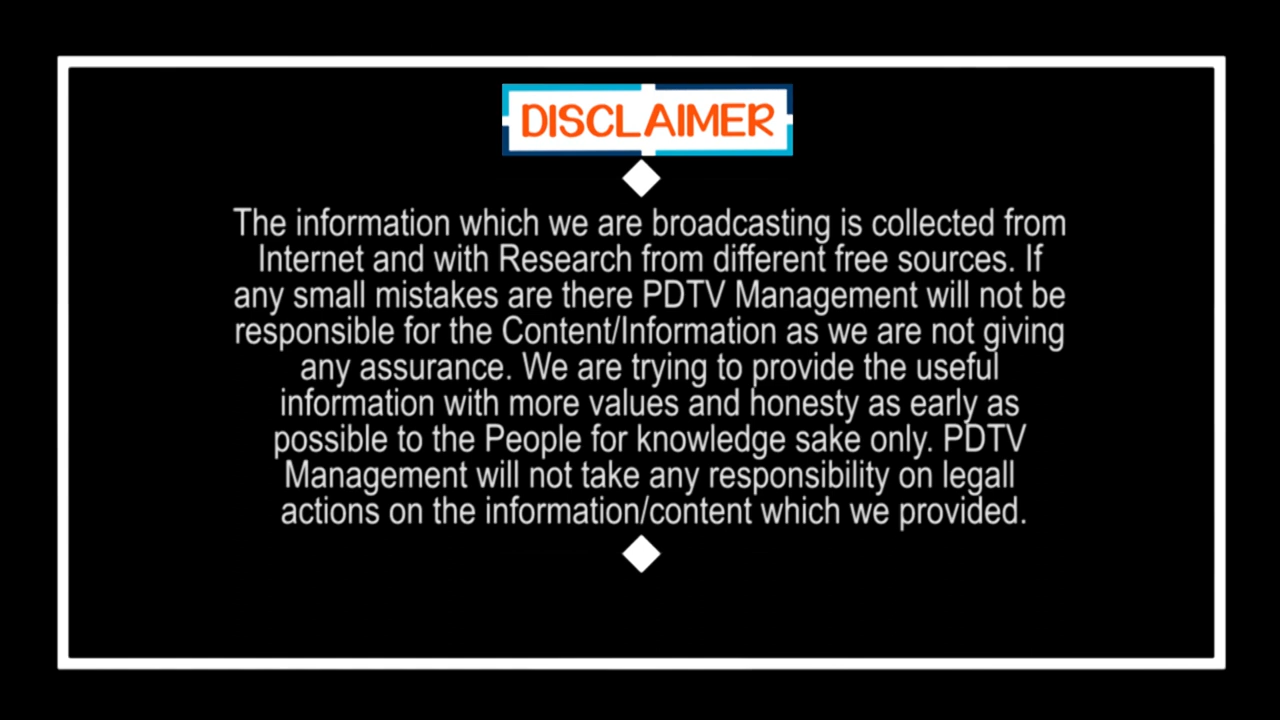 DISCLAIMER
The information which we are broadcasting is collected from
Internet and with Research from different free sources. If
any small mistakes are there PDTV Management will not be
responsible for the Content/Information as we are not giving
any assurance. We are trying to provide the useful
information with more values and honesty as early as
possible to the People for knowledge sake only. PDTV
Management will not take any responsibility on legall
actions on the information/content which we provided.